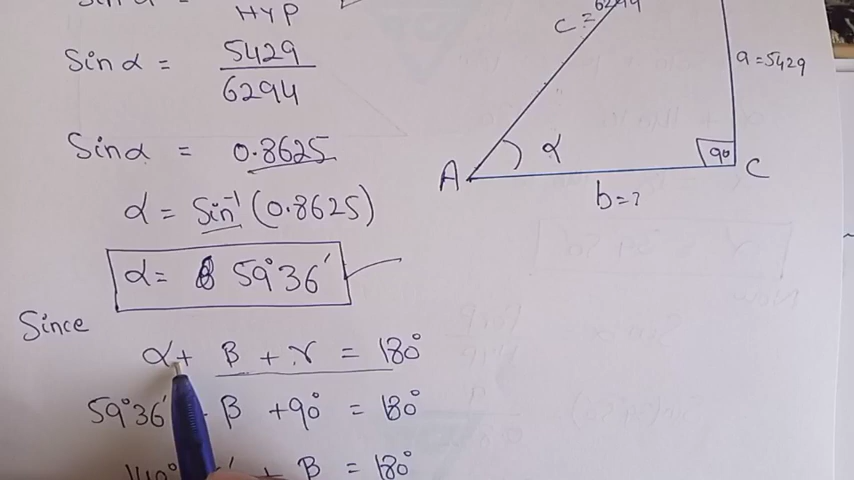 HYP
Sin α = 5429 / 6294
Sin α = 0.8625
α = Sin⁻¹ (0.8625)
α = 59°36′
Since
α + β + γ = 180°
59°36′ + β + 90° = 180°
+ β = 180°
c = 6294
a = 5429
A
α
90
C
b = ?